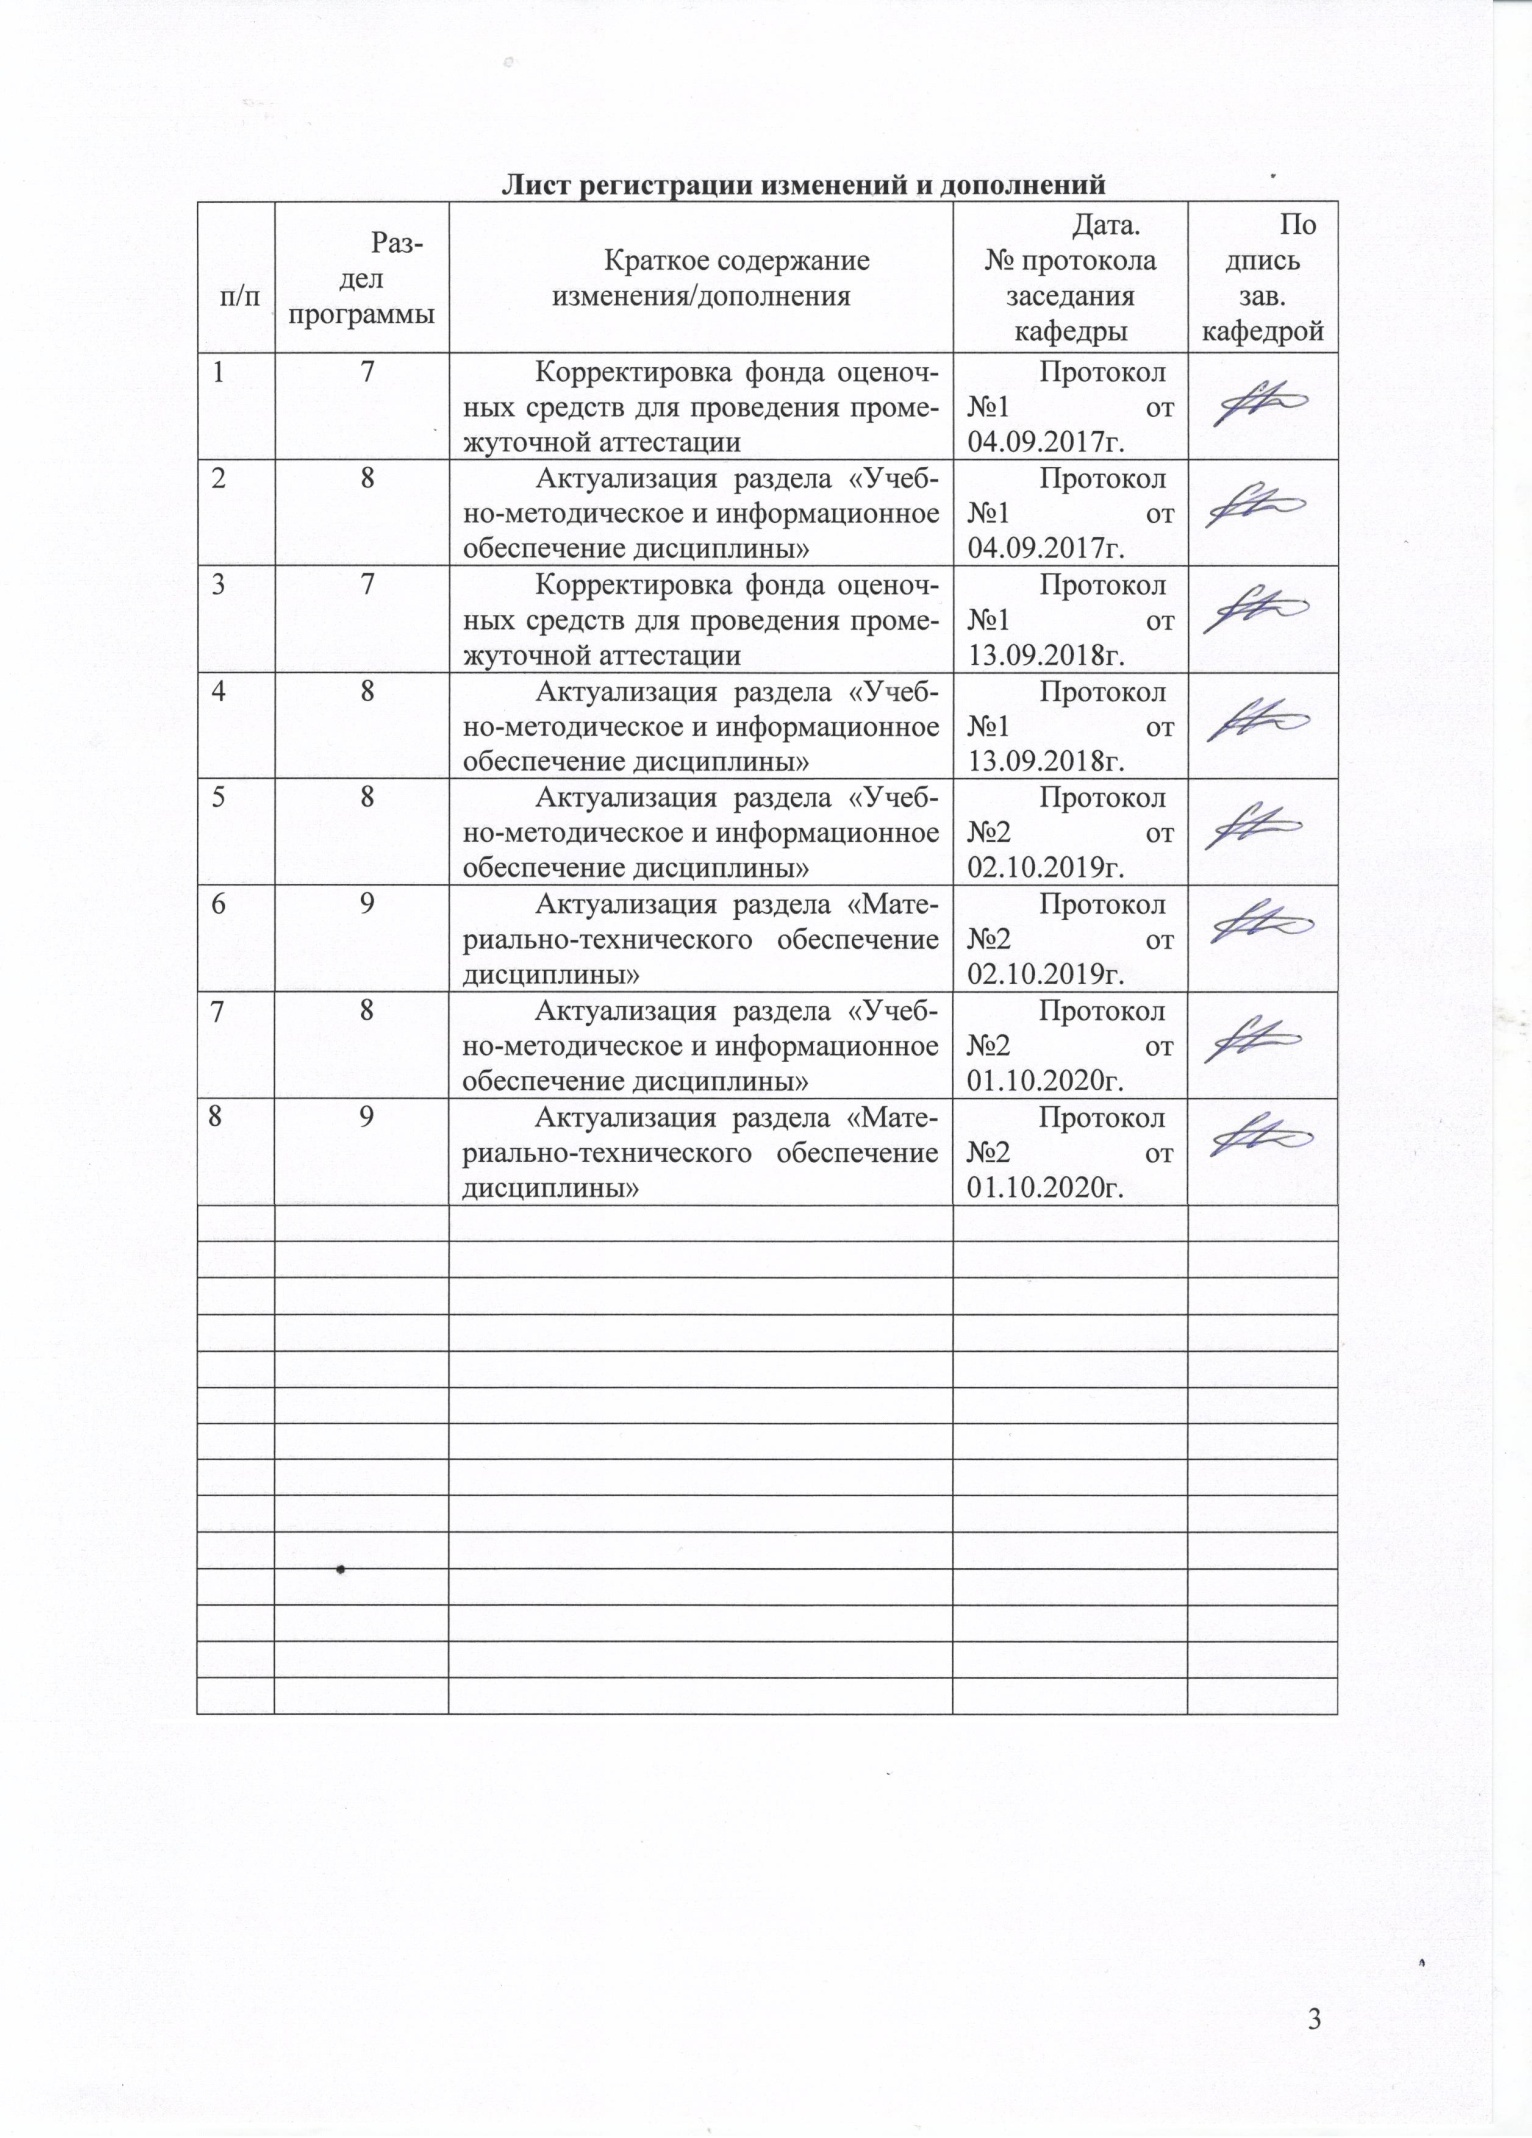 Лист регистрации изменений и дополнений
п/п
Раз-
дел
программы
Краткое содержание
изменения/дополнения
Дата.
№ протокола
заседания
кафедры
По
дпись
зав.
кафедрой
1
7
Корректировка фонда оценоч-
ных средств для проведения проме-
жуточной аттестации
Протокол
№1 от
04.09.2017г.
2
8
Актуализация раздела «Учеб-
но-методическое и информационное
обеспечение дисциплины»
Протокол
№1 от
04.09.2017г.
3
7
Корректировка фонда оценоч-
ных средств для проведения проме-
жуточной аттестации
Протокол
№1 от
13.09.2018г.
4
8
Актуализация раздела «Учеб-
но-методическое и информационное
обеспечение дисциплины»
Протокол
№1 от
13.09.2018г.
5
8
Актуализация раздела «Учеб-
но-методическое и информационное
обеспечение дисциплины»
Протокол
№2 от
02.10.2019г.
6
9
Актуализация раздела «Мате-
риально-технического обеспечение
дисциплины»
Протокол
№2 от
02.10.2019г.
7
8
Актуализация раздела «Учеб-
но-методическое и информационное
обеспечение дисциплины»
Протокол
№2 от
01.10.2020г.
8
9
Актуализация раздела «Мате-
риально-технического обеспечение
дисциплины»
Протокол
№2 от
01.10.2020г.
3